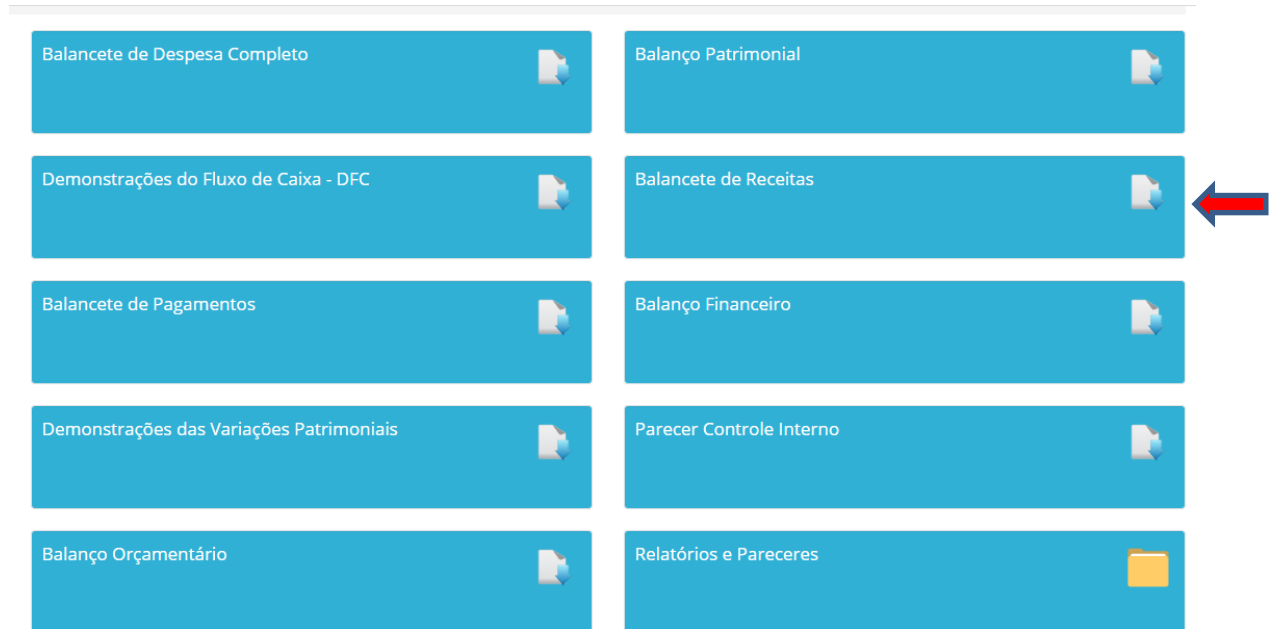 Balancete de Despesa Completo
Balanço Patrimonial
Demonstrações do Fluxo de Caixa - DFC
Balancete de Receitas
Balancete de Pagamentos
Balanço Financeiro
Demonstrações das Variações Patrimoniais
Parecer Controle Interno
Balanço Orçamentário
Relatórios e Pareceres